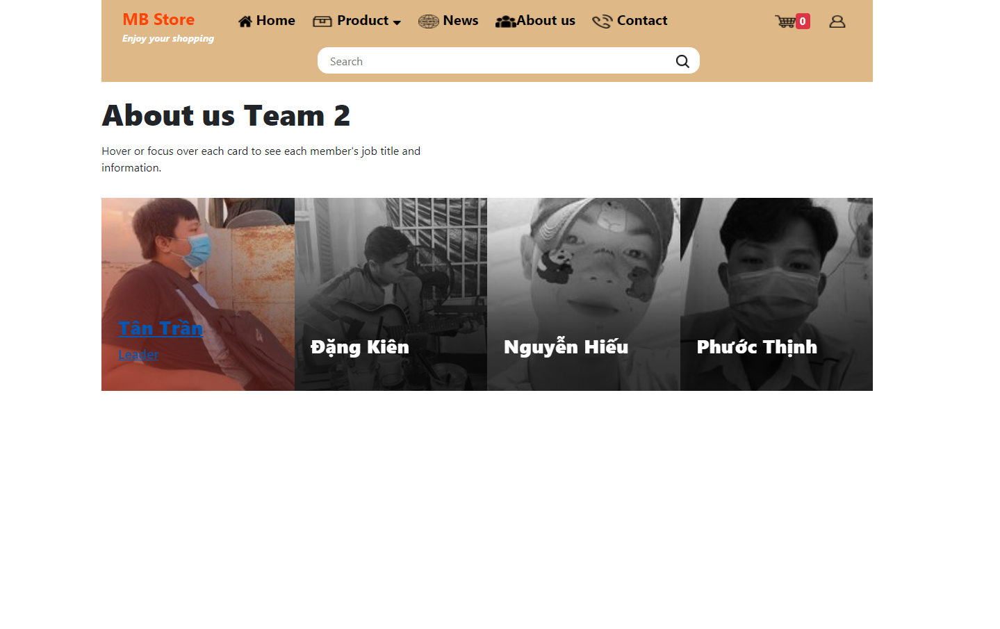 MB Store
Enjoy your shopping
Home
Product
News
About us
Contact
0
Search
About us Team 2
Hover or focus over each card to see each member's job title and
information.
Tân Trần
Leader
Đặng Kiên
Nguyễn Hiếu
Phước Thịnh